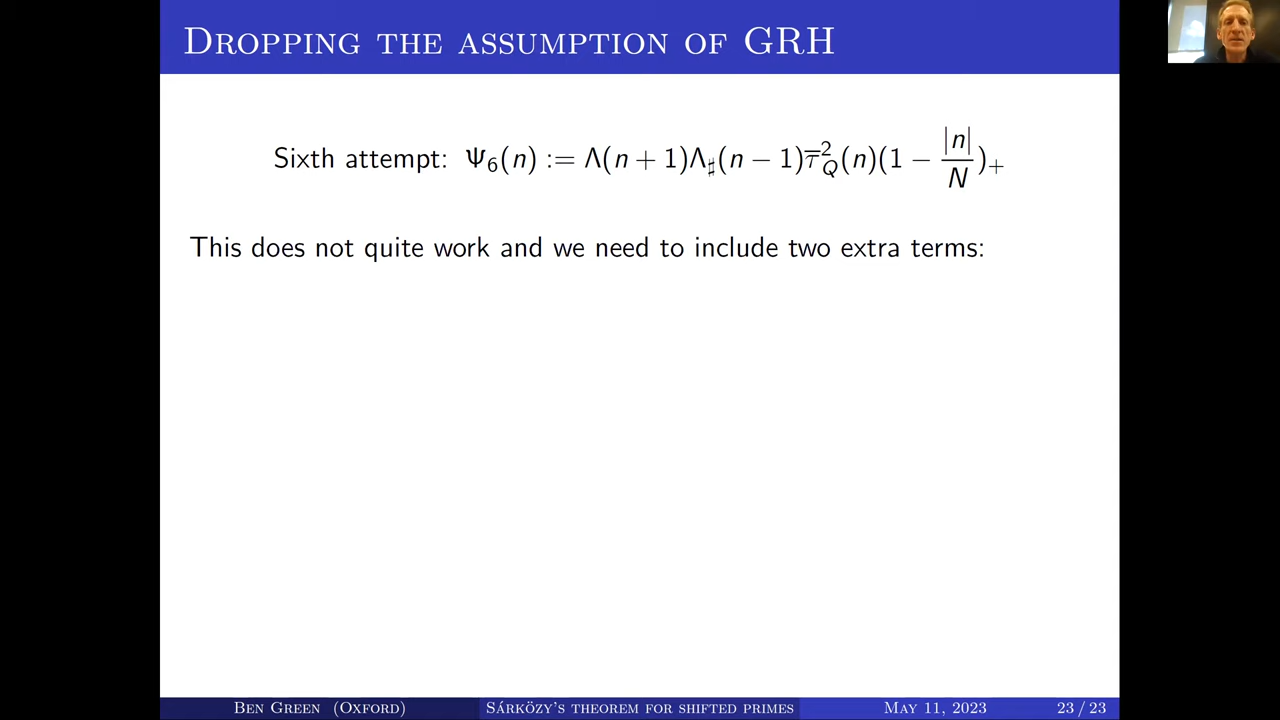 DROPPING THE ASSUMPTION OF GRH
Sixth attempt: Ψ₆(n) := Λ(n + 1)Λ♯(n − 1)τ̅²_Q(n)(1 − |n|/N)₊
This does not quite work and we need to include two extra terms:
BEN GREEN (OXFORD) SÁRKÖZY'S THEOREM FOR SHIFTED PRIMES MAY 11, 2023 23 / 23